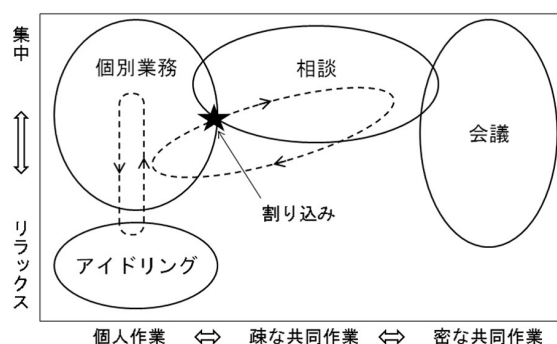 集中
リラックス
個別業務
相談
会議
割り込み
アイドリング
個人作業 ⇔ 疎な共同作業 ⇔ 密な共同作業